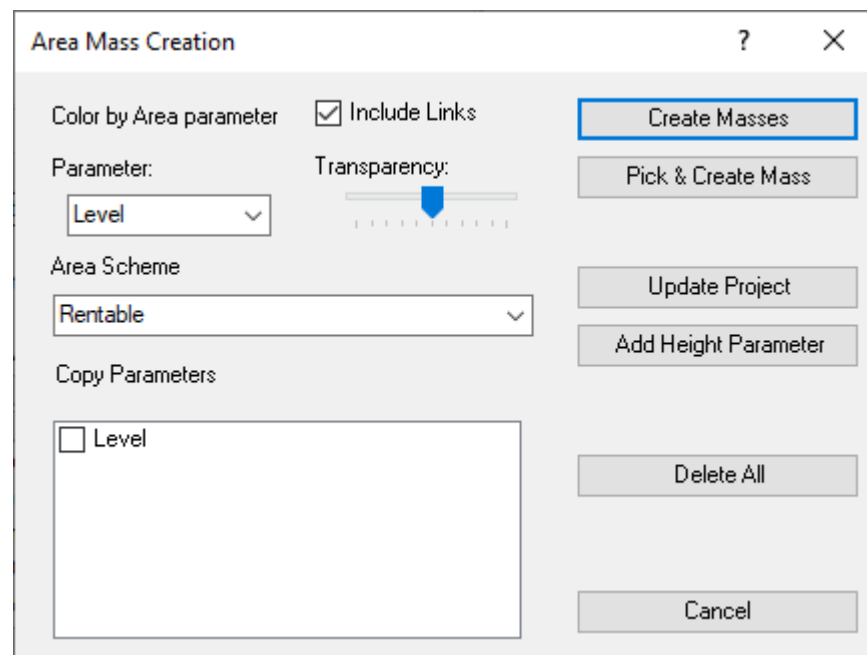 Area Mass Creation
?
Color by Area parameter
Include Links
Create Masses
Parameter:
Transparency:
Pick & Create Mass
Level
Area Scheme
Update Project
Rentable
Add Height Parameter
Copy Parameters
Level
Delete All
Cancel